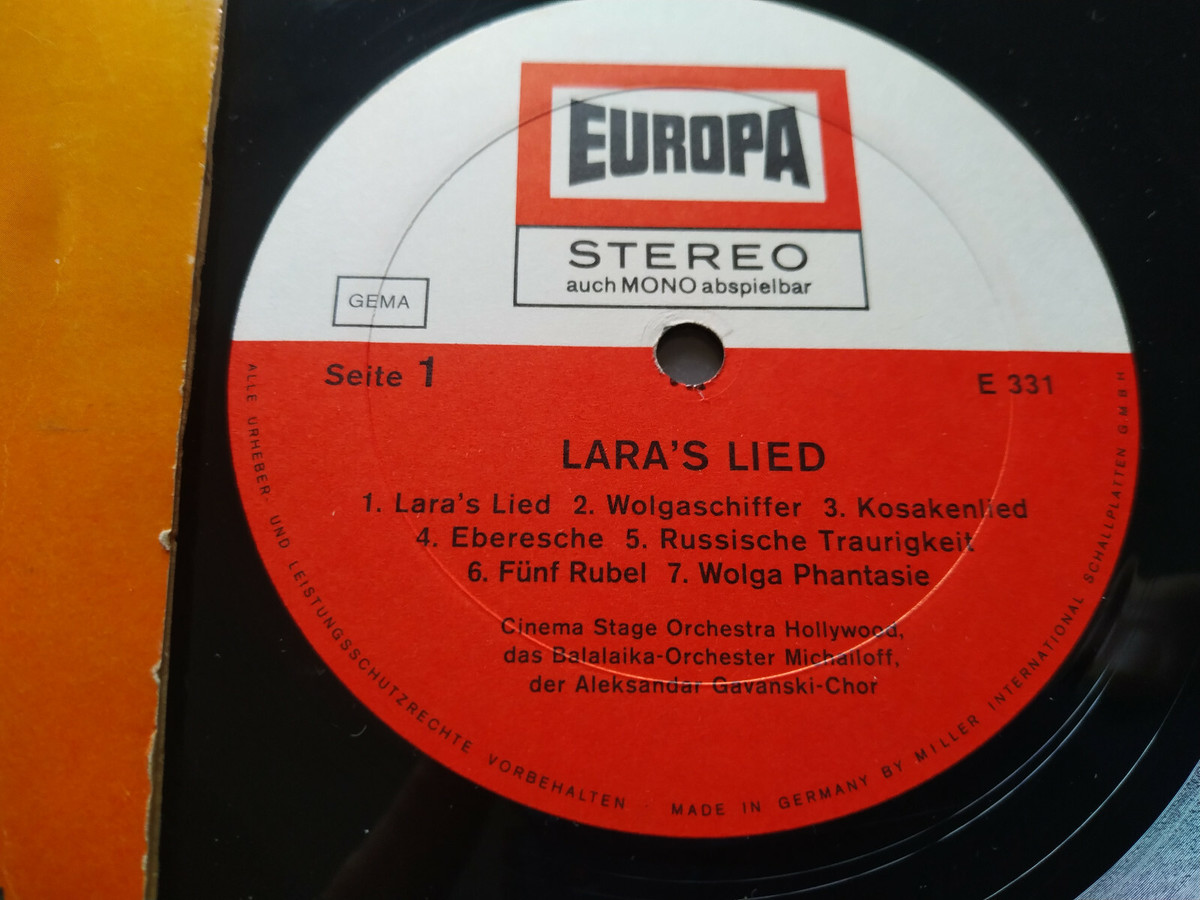 EUROPA
STEREO
auch MONO abspielbar
GEMA
Seite 1
E 331
LARA'S LIED
1. Lara's Lied 2. Wolgaschiffer 3. Kosakenlied
4. Eberesche 5. Russische Traurigkeit
6. Fünf Rubel 7. Wolga Phantasie
Cinema Stage Orchestra Hollywood,
das Balalaika-Orchester Michailoff,
der Aleksandar Gavanski-Chor
ALLE URHEBER UND LEISTUNGSSCHUTZRECHTE VORBEHALTEN · MADE IN GERMANY BY MILLER INTERNATIONAL SCHALLPLATTEN GMBH